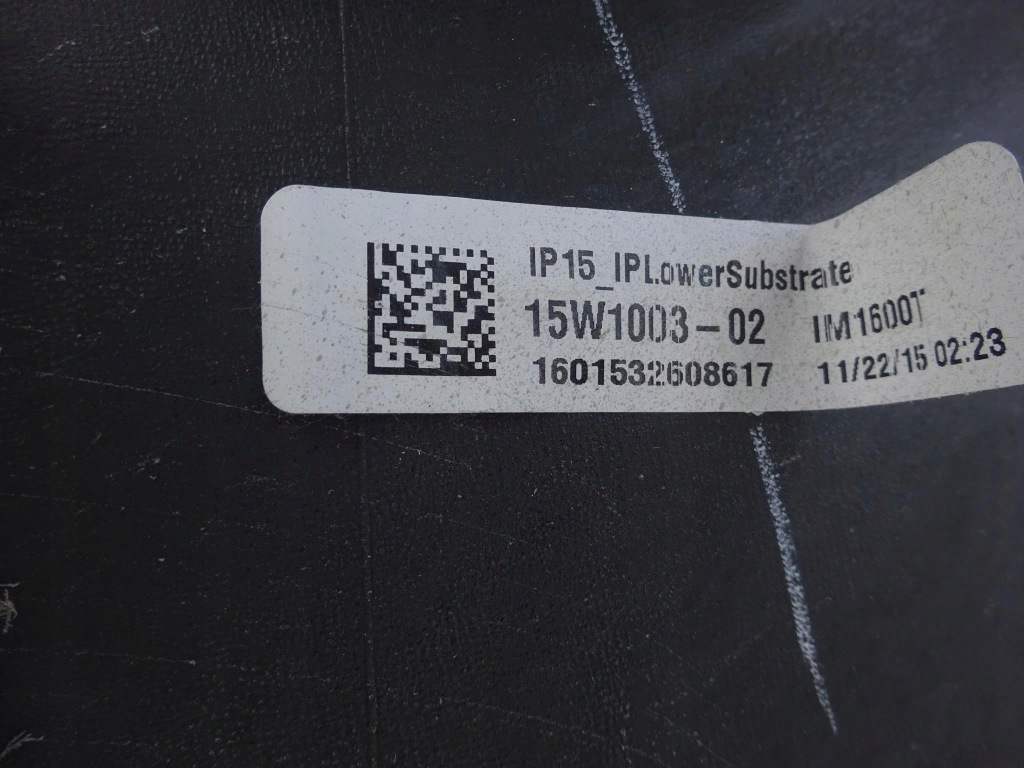 IP15_IPLowerSubstrate
15W1003-02 IM1600T
1601532608617 11/22/15 02:23